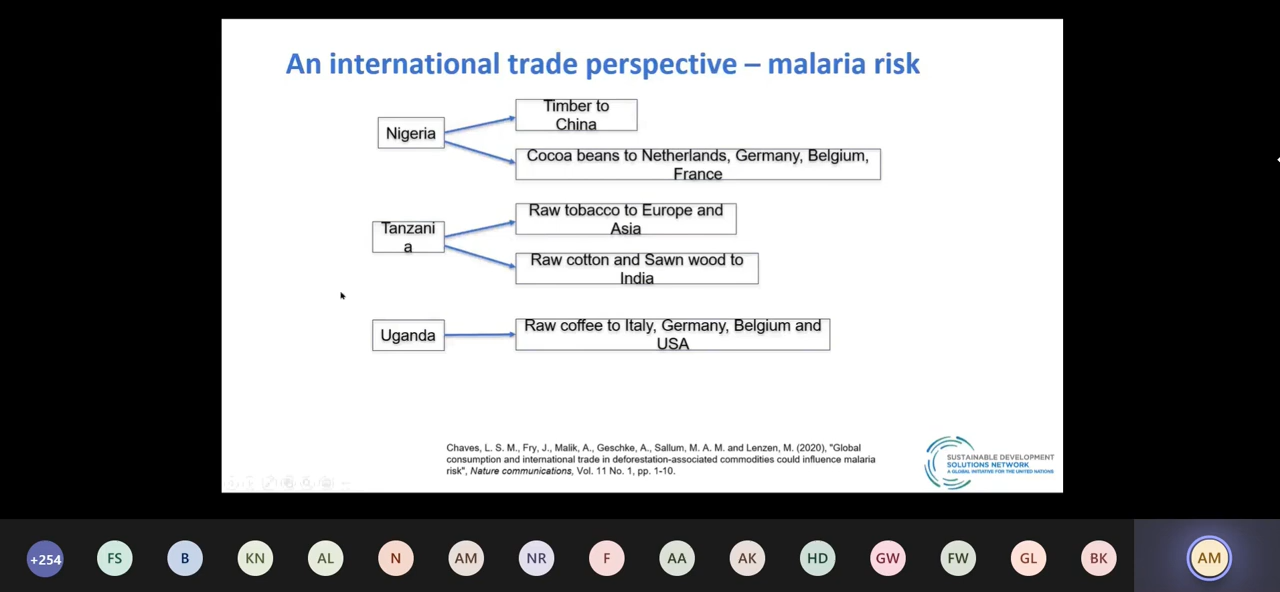 An international trade perspective – malaria risk
Nigeria
Timber to
China
Cocoa beans to Netherlands, Germany, Belgium,
France
Tanzani
a
Raw tobacco to Europe and
Asia
Raw cotton and Sawn wood to
India
Uganda
Raw coffee to Italy, Germany, Belgium and
USA
Chaves, L. S. M., Fry, J., Malik, A., Geschke, A., Sallum, M. A. M. and Lenzen, M. (2020), "Global
consumption and international trade in deforestation-associated commodities could influence malaria
risk", Nature communications, Vol. 11 No. 1, pp. 1-10.
SUSTAINABLE DEVELOPMENT
SOLUTIONS NETWORK
A GLOBAL INITIATIVE FOR THE UNITED NATIONS
+254 FS B KN AL N AM NR F AA AK HD GW FW GL BK AM